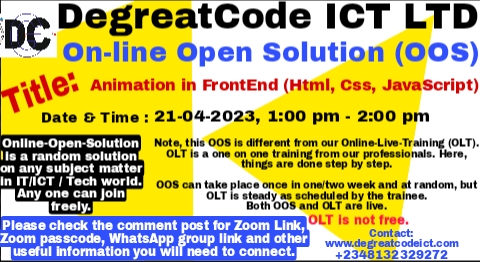 DC
DegreatCode ICT LTD
On-line Open Solution (OOS)
Title:
Animation in FrontEnd (Html, Css, JavaScript)
Date & Time : 21-04-2023, 1:00 pm - 2:00 pm
Online-Open-Solution
is a random solution
on any subject matter
in IT/ICT / Tech world.
Any one can join
freely.
Note, this OOS is different from our Online-Live-Training (OLT).
OLT is a one on one training from our professionals. Here,
things are done step by step.
OOS can take place once in one/two week and at random, but
OLT is steady as scheduled by the trainee.
Both OOS and OLT are live.
OLT is not free.
Please check the comment post for Zoom Link,
Zoom passcode, WhatsApp group link and other
useful information you will need to connect.
Contact:
www.degreatcodeict.com
+2348132329272